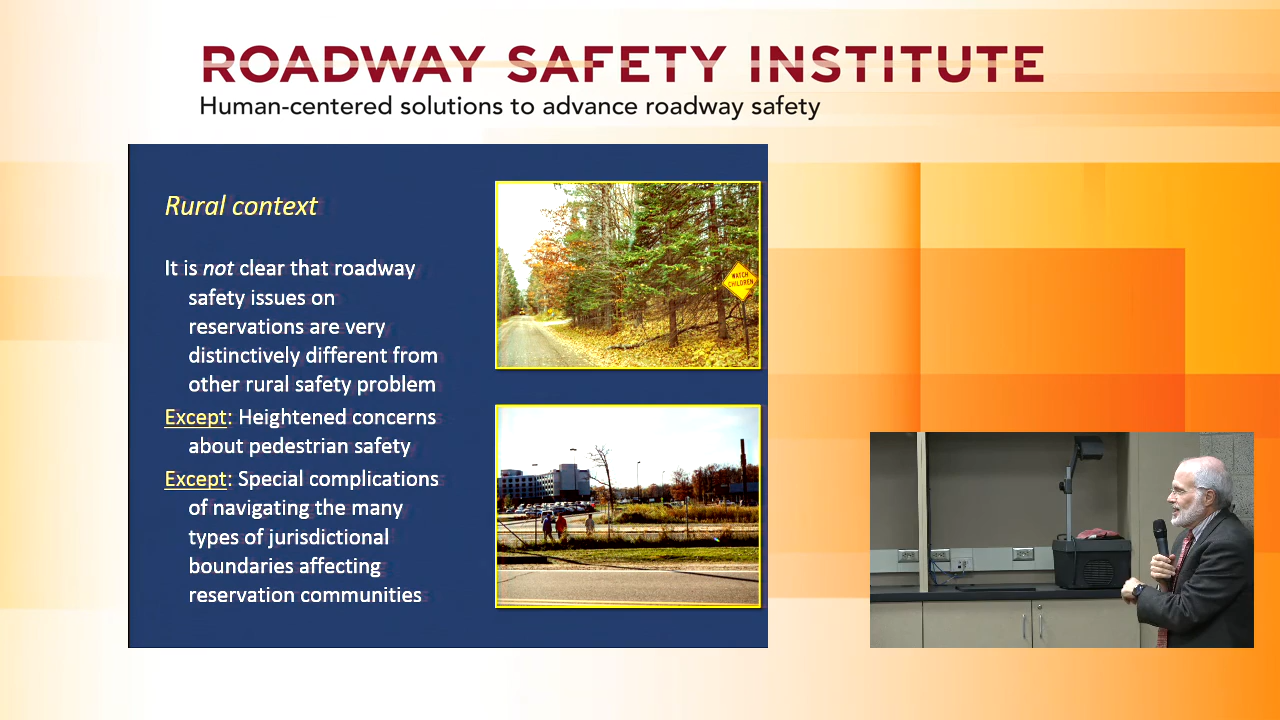 ROADWAY SAFETY INSTITUTE
Human-centered solutions to advance roadway safety
Rural context
It is not clear that roadway
safety issues on
reservations are very
distinctively different from
other rural safety problem
Except: Heightened concerns
about pedestrian safety
Except: Special complications
of navigating the many
types of jurisdictional
boundaries affecting
reservation communities
WATCH
CHILDREN